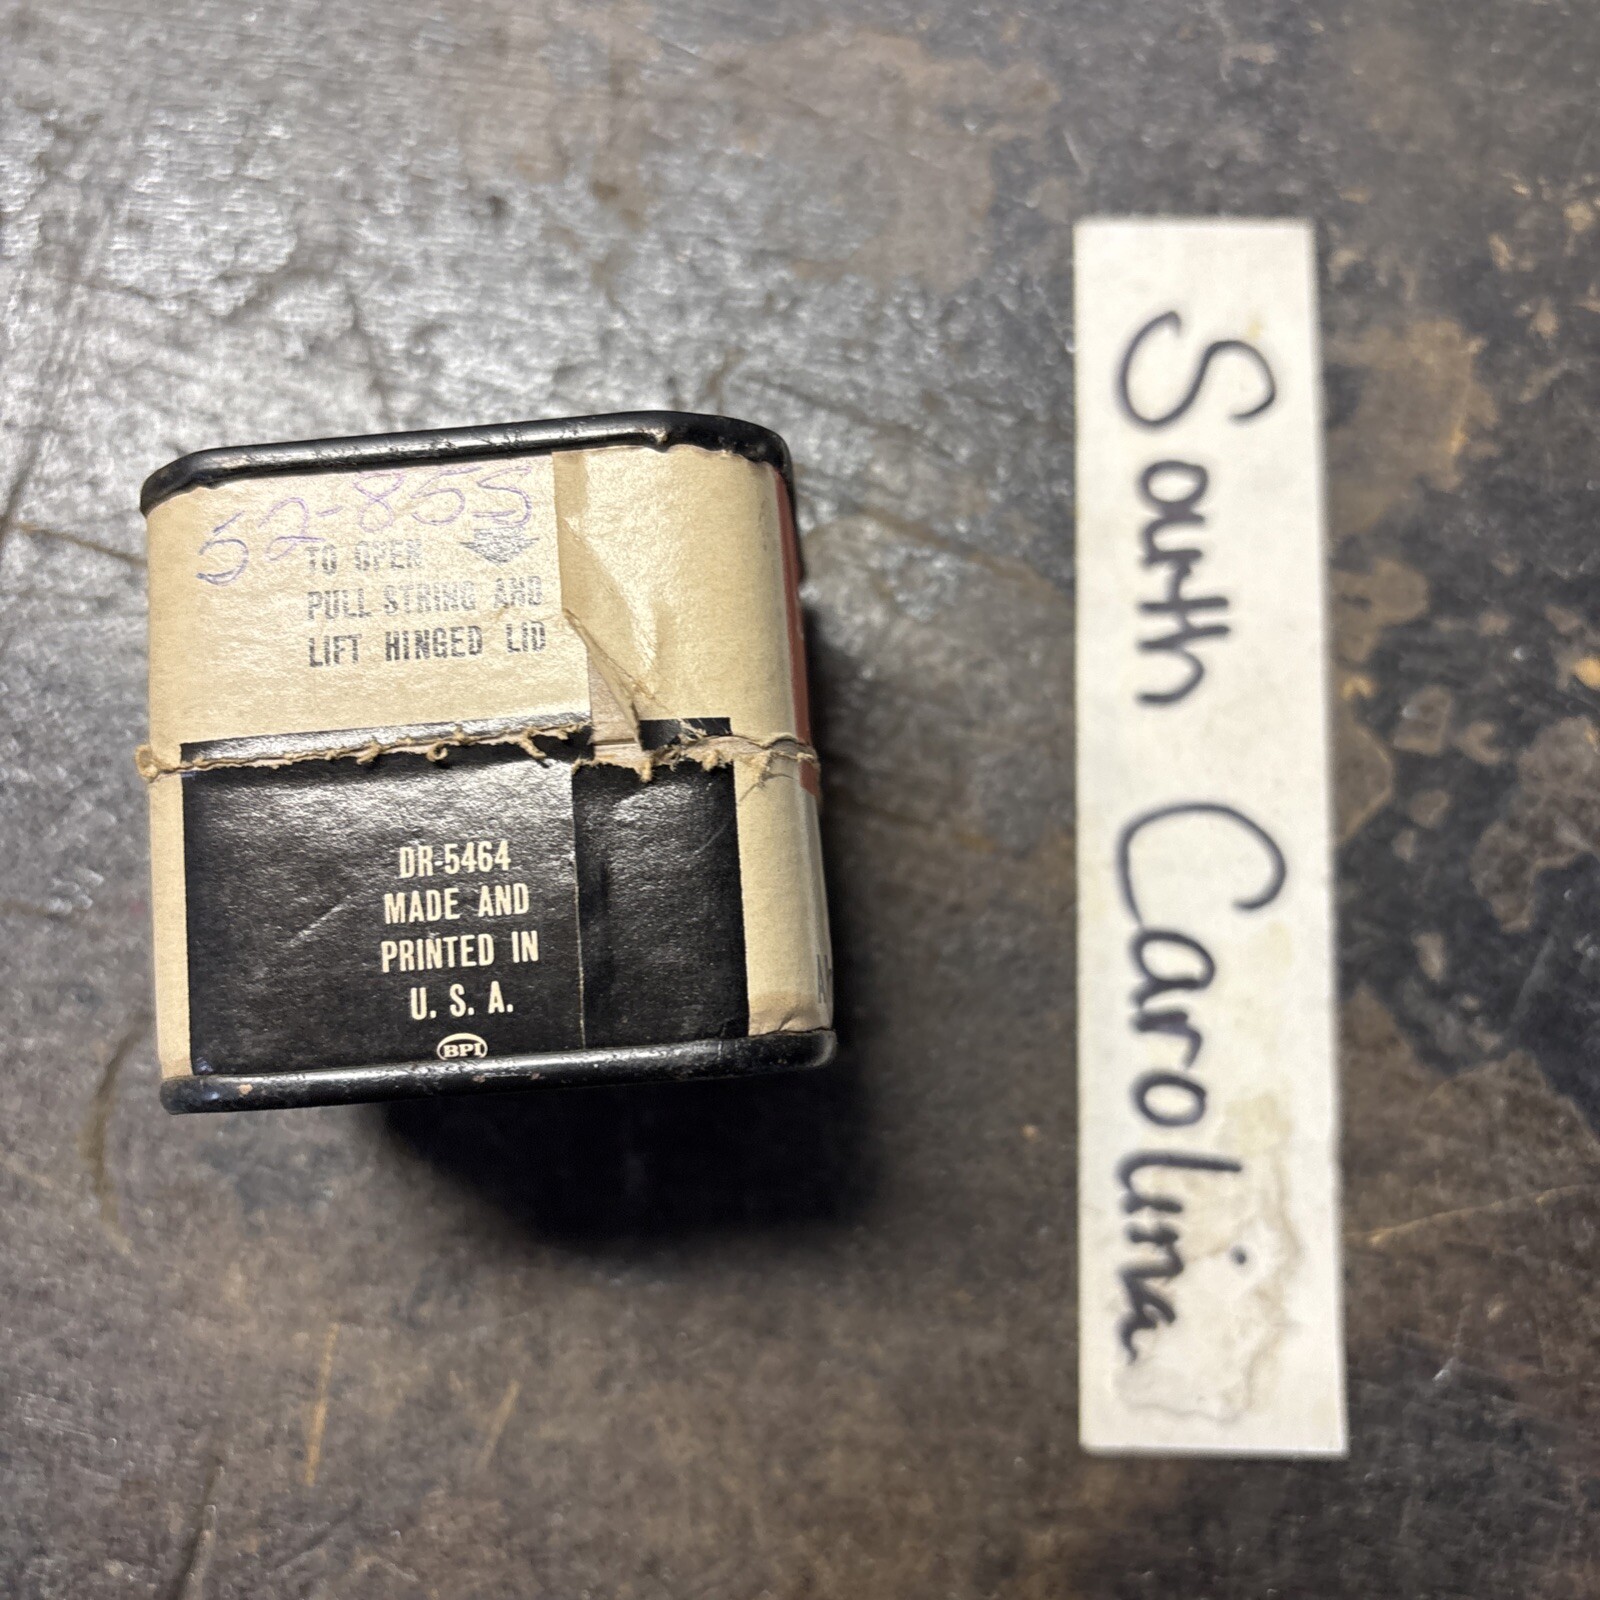 52-855
TO OPEN
PULL STRING AND
LIFT HINGED LID
DR-5464
MADE AND
PRINTED IN
U. S. A.
BPI
South Carolina